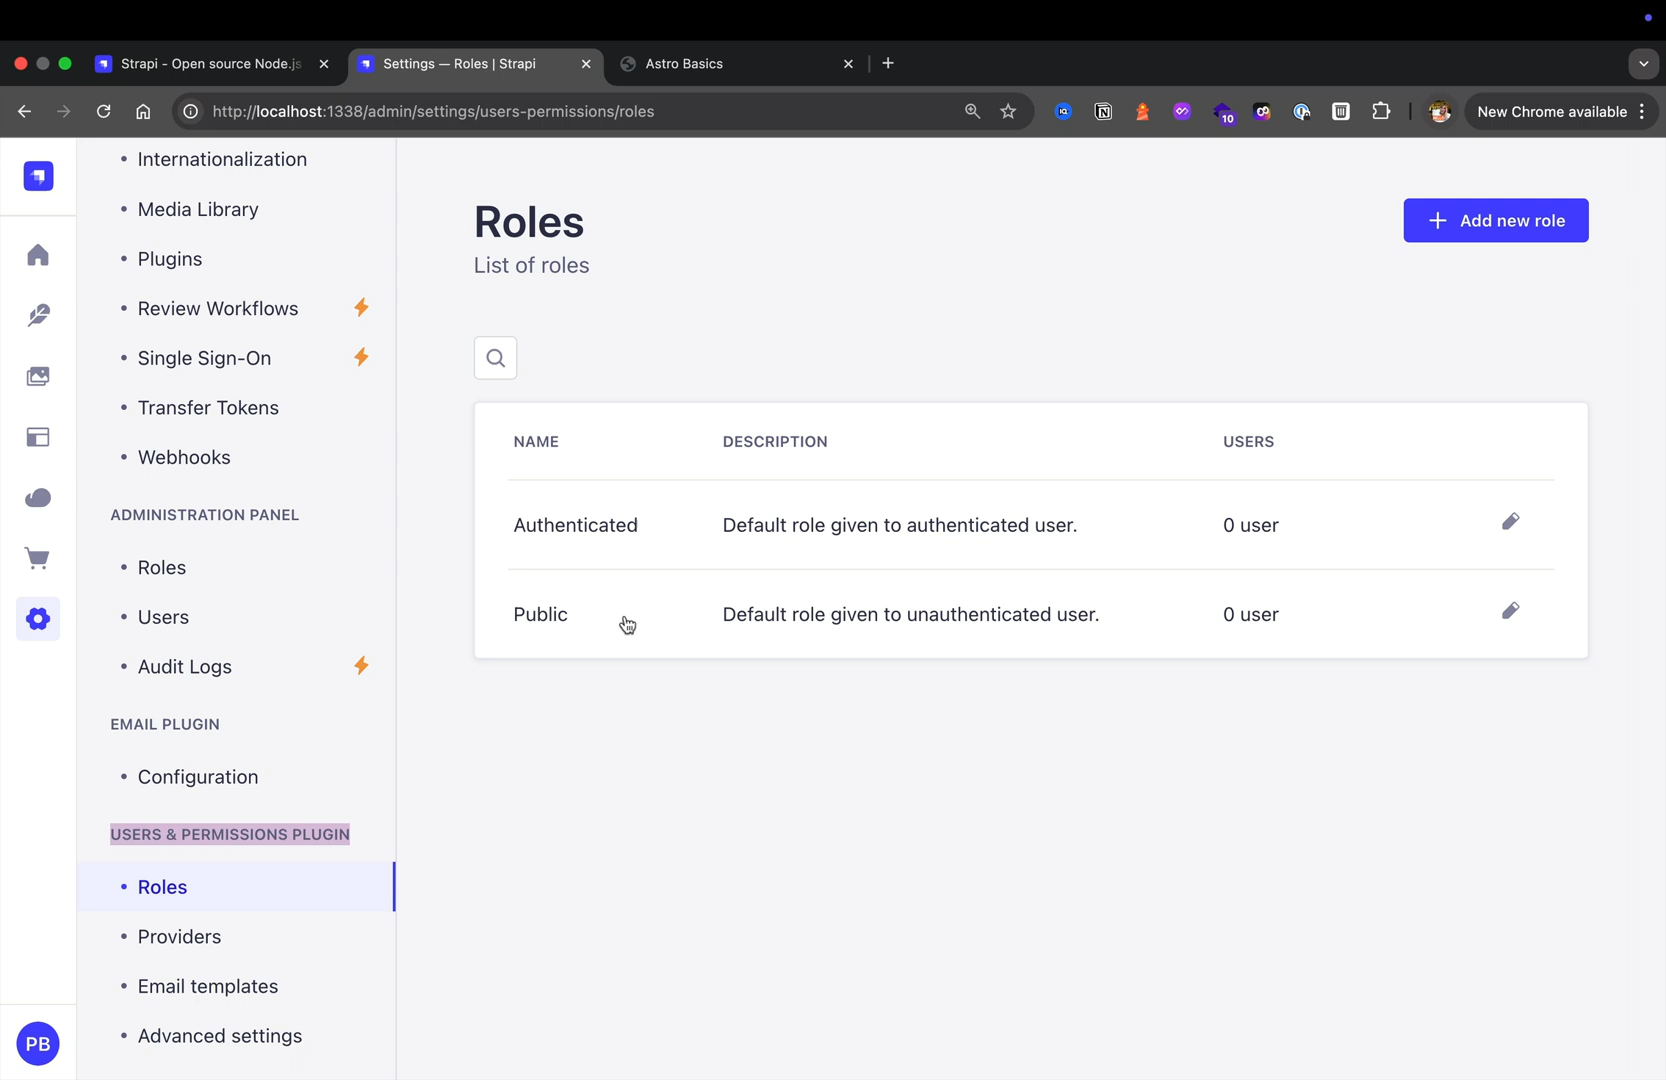 Strapi - Open source Node.js
Settings — Roles | Strapi
Astro Basics
http://localhost:1338/admin/settings/users-permissions/roles
10
New Chrome available
Internationalization
Media Library
Plugins
Review Workflows
Single Sign-On
Transfer Tokens
Webhooks
ADMINISTRATION PANEL
Roles
Users
Audit Logs
EMAIL PLUGIN
Configuration
USERS & PERMISSIONS PLUGIN
Roles
Providers
Email templates
Advanced settings
PB
Roles
List of roles
Add new role
NAME DESCRIPTION USERS
Authenticated Default role given to authenticated user. 0 user
Public Default role given to unauthenticated user. 0 user